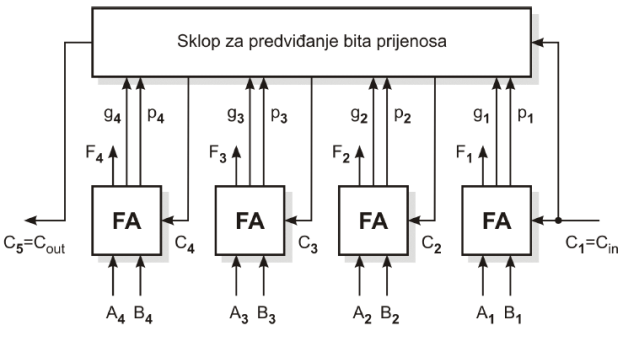 Sklop za predviđanje bita prijenosa
g₄ p₄ g₃ p₃ g₂ p₂ g₁ p₁
F₄ F₃ F₂ F₁
FA FA FA FA
C₅=Cout C₄ C₃ C₂ C₁=Cin
A₄ B₄ A₃ B₃ A₂ B₂ A₁ B₁